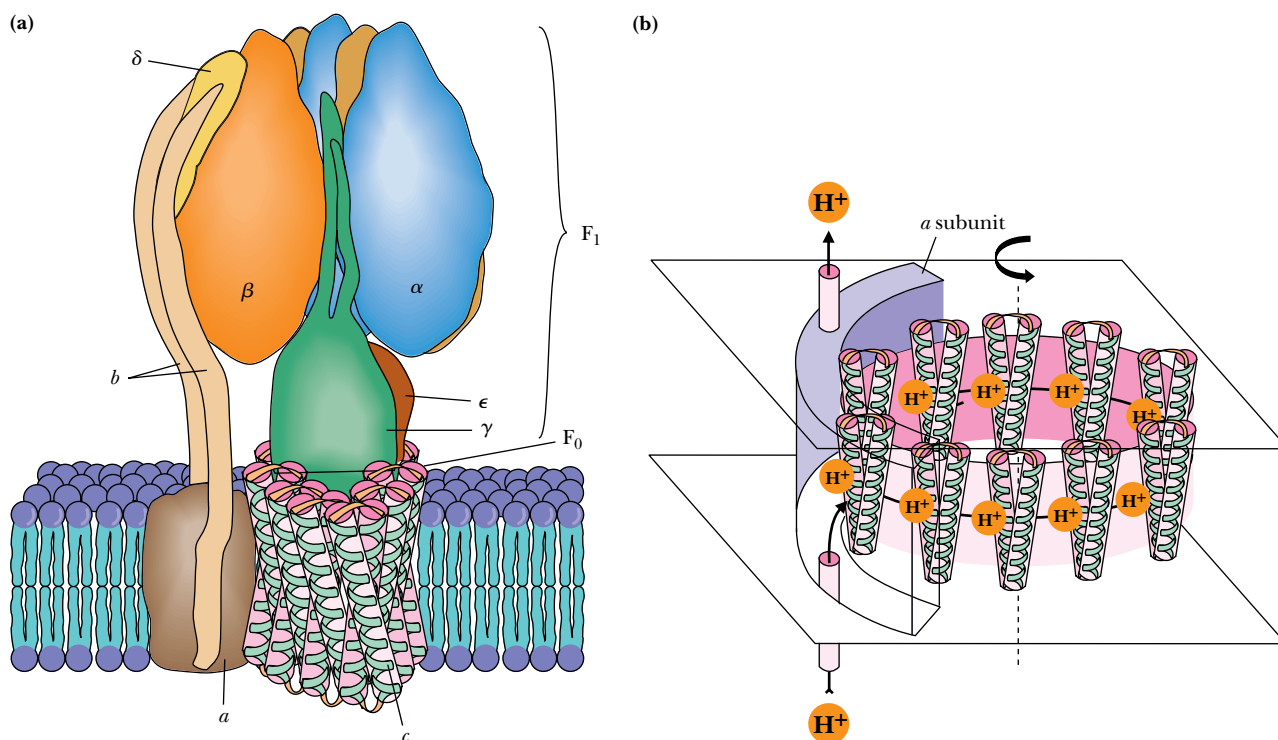 (a)
δ
β
α
F₁
b
ϵ
γ
F₀
a
c
(b)
H⁺
a subunit
H⁺
H⁺
H⁺
H⁺
H⁺
H⁺
H⁺
H⁺
H⁺
H⁺